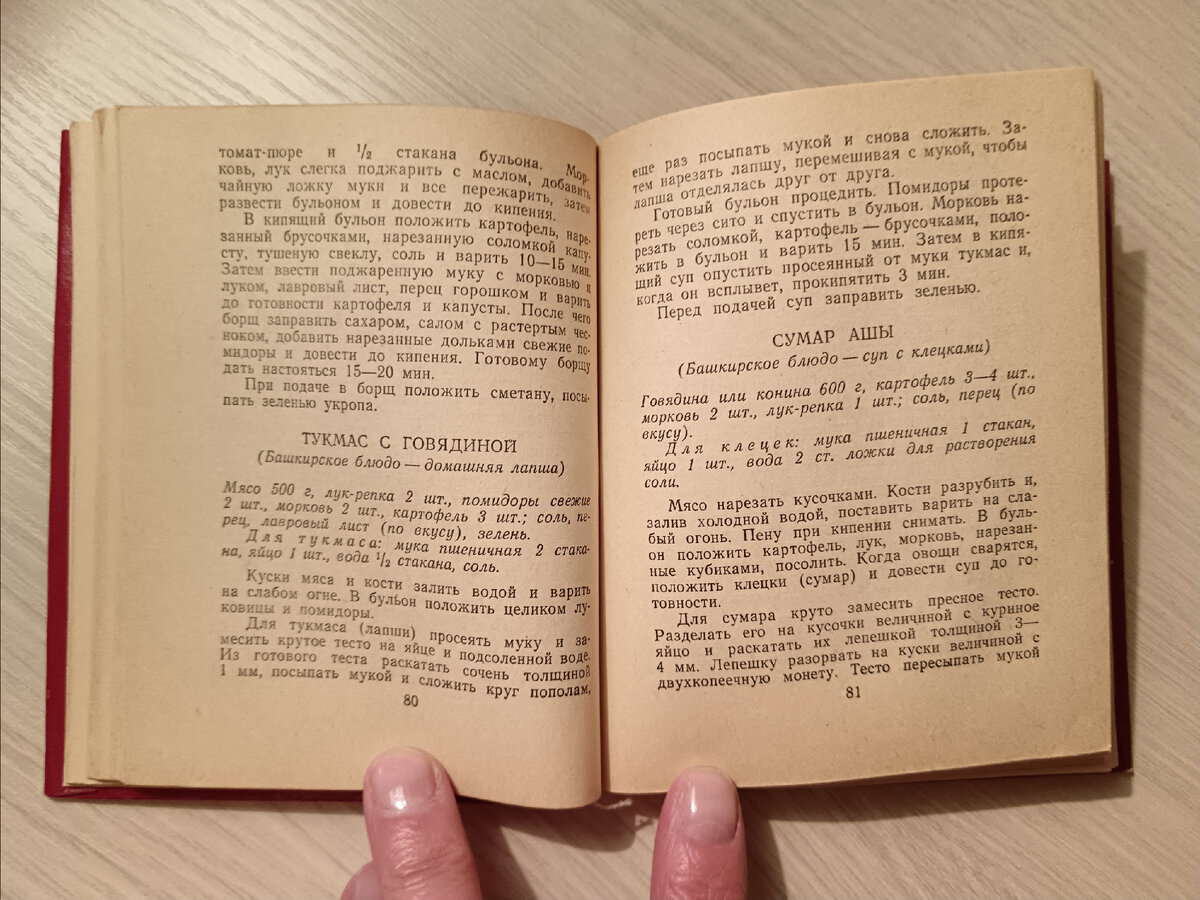 томат-пюре и 1/2 стакана бульона. Мор-
ковь, лук слегка поджарить с маслом, добавить
чайную ложку муки и все пережарить, затем
развести бульоном и довести до кипения.
В кипящий бульон положить картофель, наре-
занный брусочками, нарезанную соломкой капу-
сту, тушеную свеклу, соль и варить 10—15 мин.
Затем ввести поджаренную муку с морковью и
луком, лавровый лист, перец горошком и варить
до готовности картофеля и капусты. После чего
борщ заправить сахаром, салом с растертым чес-
ноком, добавить нарезанные дольками свежие по-
мидоры и довести до кипения. Готовому борщу
дать настояться 15—20 мин.
При подаче в борщ положить сметану, посы-
пать зеленью укропа.
ТУКМАС С ГОВЯДИНОЙ
(Башкирское блюдо — домашняя лапша)
Мясо 500 г, лук-репка 2 шт., помидоры свежие
2 шт., морковь 2 шт., картофель 3 шт.; соль, пе-
рец, лавровый лист (по вкусу), зелень.
Для тукмаса: мука пшеничная 2 стака-
на, яйцо 1 шт., вода 1/2 стакана, соль.
Куски мяса и кости залить водой и варить
на слабом огне. В бульон положить целиком лу-
ковицы и помидоры.
Для тукмаса (лапши) просеять муку и за-
месить крутое тесто на яйце и подсоленной воде.
Из готового теста раскатать сочень толщиной
1 мм, посыпать мукой и сложить круг пополам,
80
еще раз посыпать мукой и снова сложить. За-
тем нарезать лапшу, перемешивая с мукой, чтобы
лапша отделялась друг от друга.
Готовый бульон процедить. Помидоры проте-
реть через сито и спустить в бульон. Морковь на-
резать соломкой, картофель — брусочками, поло-
жить в бульон и варить 15 мин. Затем в кипя-
щий суп опустить просеянный от муки тукмас и,
когда он всплывет, прокипятить 3 мин.
Перед подачей суп заправить зеленью.
СУМАР АШЫ
(Башкирское блюдо — суп с клецками)
Говядина или конина 600 г, картофель 3—4 шт.,
морковь 2 шт., лук-репка 1 шт.; соль, перец (по
вкусу).
Для клецек: мука пшеничная 1 стакан,
яйцо 1 шт., вода 2 ст. ложки для растворения
соли.
Мясо нарезать кусочками. Кости разрубить и,
залив холодной водой, поставить варить на сла-
бый огонь. Пену при кипении снимать. В буль-
он положить картофель, лук, морковь, нарезан-
ные кубиками, посолить. Когда овощи сварятся,
положить клецки (сумар) и довести суп до го-
товности.
Для сумара круто замесить пресное тесто.
Разделать его на кусочки величиной с куриное
яйцо и раскатать их лепешкой толщиной 3—
4 мм. Лепешку разорвать на куски величиной с
двухкопеечную монету. Тесто пересыпать мукой
81